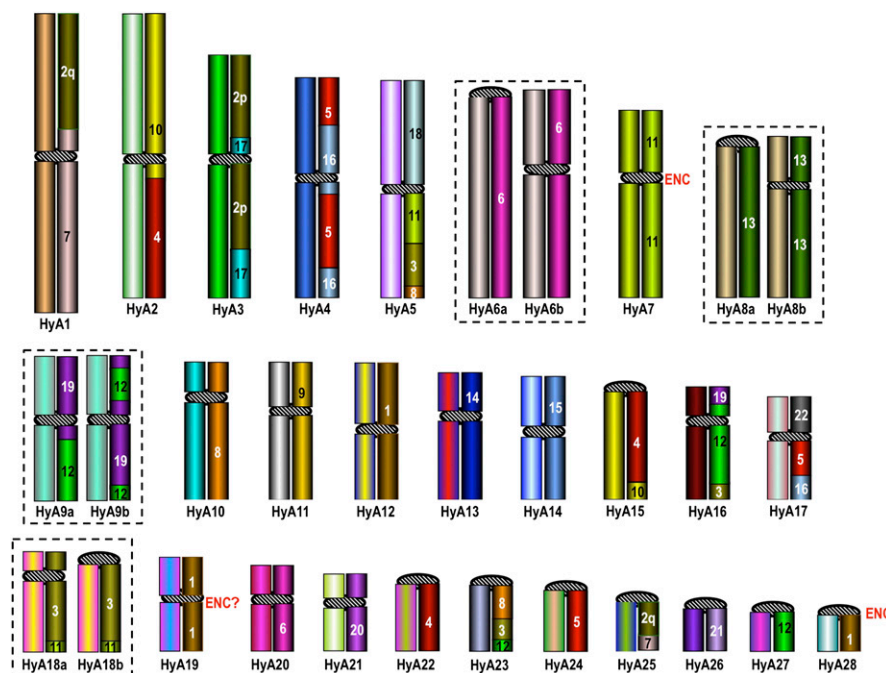 2q 10 2p 5 18 6 6 11 13 13
17 16
7 4 2p 5 11 ENC
17 16 3 8 11 13
HyA1 HyA2 HyA3 HyA4 HyA5 HyA6a HyA6b HyA7 HyA8a HyA8b
19 12 9 1 14 15 4 19 22
12 19 12 8 10 12 3 5 16
HyA9a HyA9b HyA10 HyA11 HyA12 HyA13 HyA14 HyA15 HyA16 HyA17
3 3 1 ENC? 6 20 4 8 5 2q 21 12 ENC
11 11 1 3 12 7 1
HyA18a HyA18b HyA19 HyA20 HyA21 HyA22 HyA23 HyA24 HyA25 HyA26 HyA27 HyA28